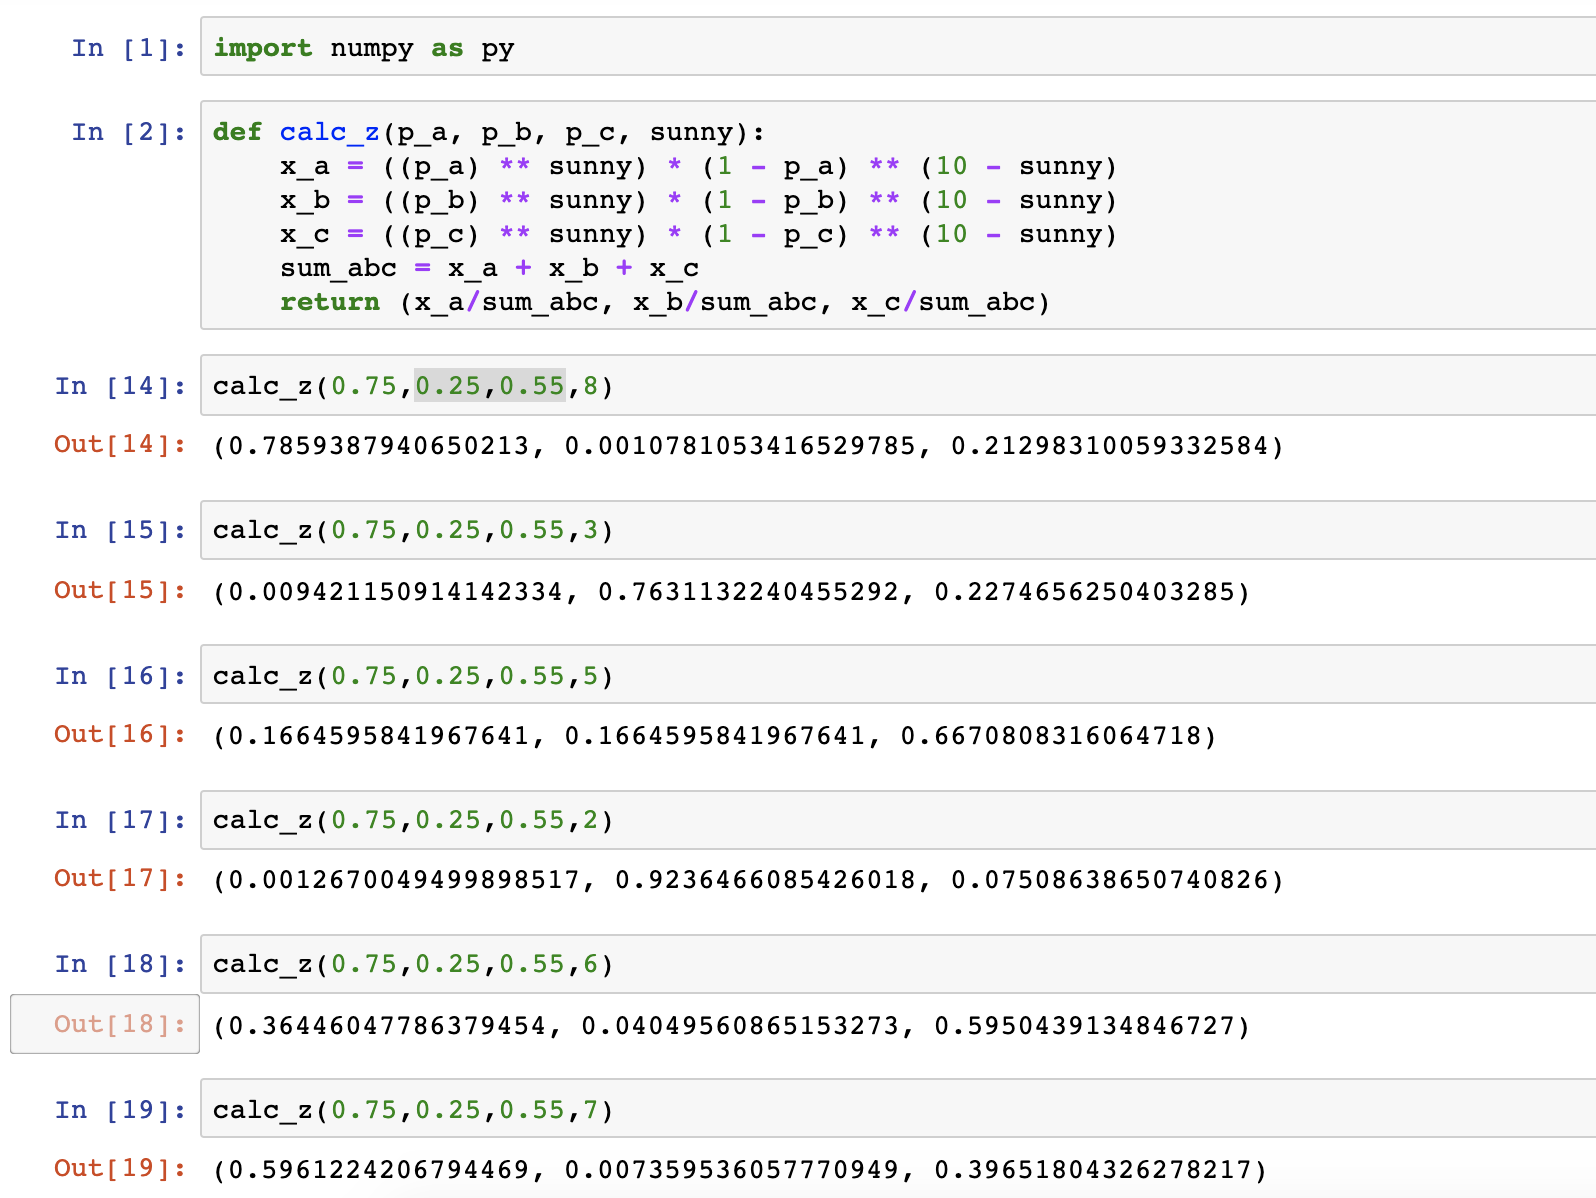 In [1]: import numpy as py
In [2]: def calc_z(p_a, p_b, p_c, sunny):
x_a = ((p_a) ** sunny) * (1 - p_a) ** (10 - sunny)
x_b = ((p_b) ** sunny) * (1 - p_b) ** (10 - sunny)
x_c = ((p_c) ** sunny) * (1 - p_c) ** (10 - sunny)
sum_abc = x_a + x_b + x_c
return (x_a/sum_abc, x_b/sum_abc, x_c/sum_abc)
In [14]: calc_z(0.75,0.25,0.55,8)
Out[14]: (0.7859387940650213, 0.0010781053416529785, 0.21298310059332584)
In [15]: calc_z(0.75,0.25,0.55,3)
Out[15]: (0.009421150914142334, 0.7631132240455292, 0.2274656250403285)
In [16]: calc_z(0.75,0.25,0.55,5)
Out[16]: (0.1664595841967641, 0.1664595841967641, 0.6670808316064718)
In [17]: calc_z(0.75,0.25,0.55,2)
Out[17]: (0.0012670049499898517, 0.9236466085426018, 0.07508638650740826)
In [18]: calc_z(0.75,0.25,0.55,6)
Out[18]: (0.36446047786379454, 0.04049560865153273, 0.5950439134846727)
In [19]: calc_z(0.75,0.25,0.55,7)
Out[19]: (0.5961224206794469, 0.007359536057770949, 0.39651804326278217)